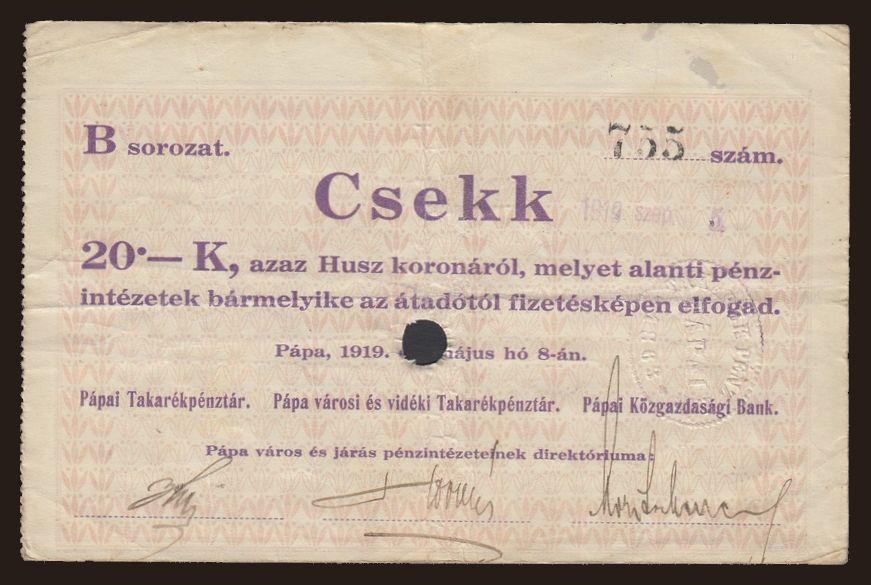 B sorozat. 755 szám.
Csekk
1919 szep. 5.
20·— K, azaz Husz koronáról, melyet alanti pénz-
intézetek bármelyike az átadótól fizetésképen elfogad.
Pápa, 1919. május hó 8-án.
Pápai Takarékpénztár. Pápa városi és vidéki Takarékpénztár. Pápai Közgazdasági Bank.
Pápa város és járás pénzintézeteinek direktóriuma: